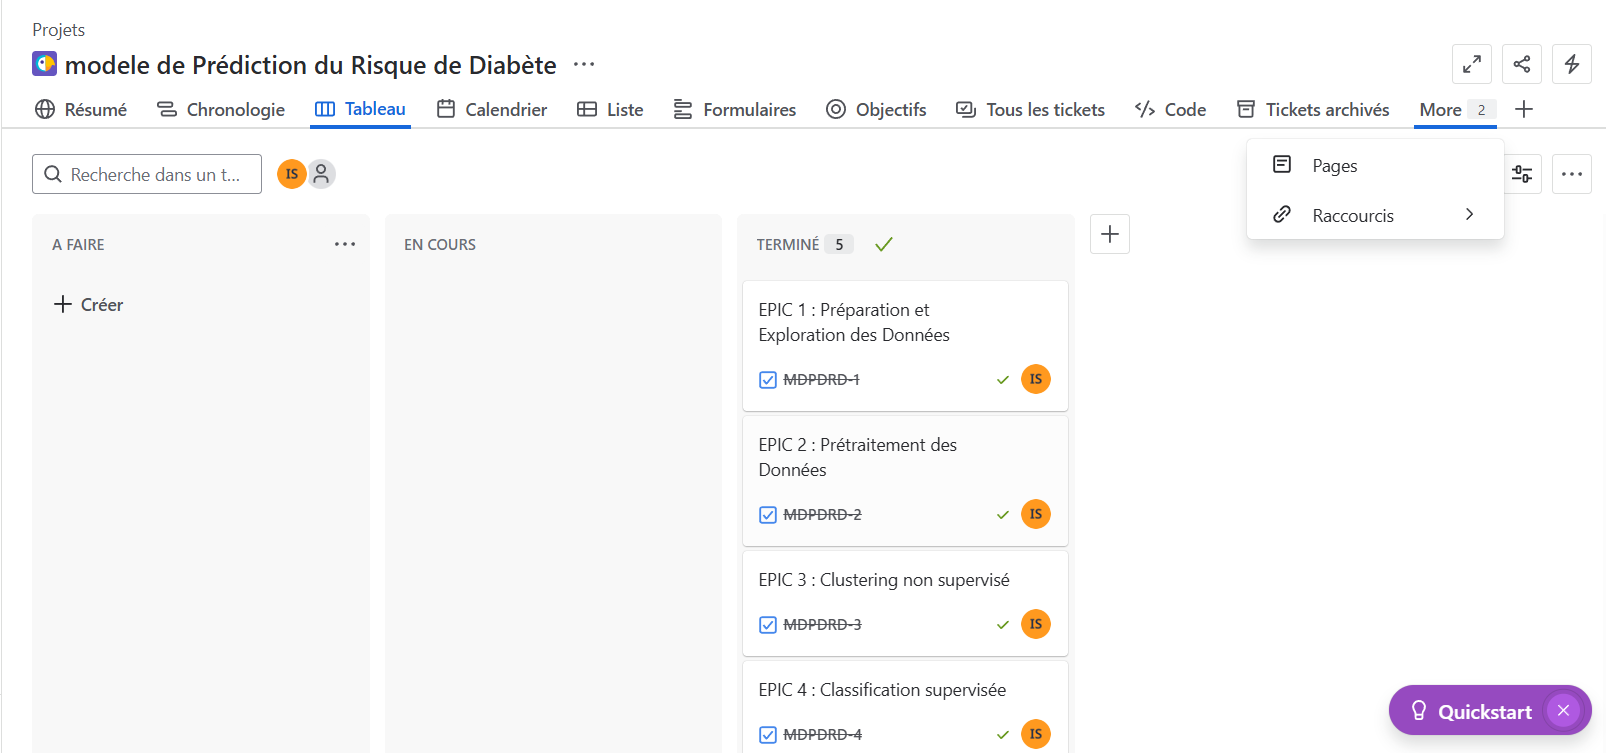 Projets
modele de Prédiction du Risque de Diabète
Résumé
Chronologie
Tableau
Calendrier
Liste
Formulaires
Objectifs
Tous les tickets
Code
Tickets archivés
More 2
Pages
Raccourcis
Recherche dans un t...
IS
A FAIRE
EN COURS
TERMINÉ 5
Créer
EPIC 1 : Préparation et
Exploration des Données
MDPDRD-1
IS
EPIC 2 : Prétraitement des
Données
MDPDRD-2
IS
EPIC 3 : Clustering non supervisé
MDPDRD-3
IS
EPIC 4 : Classification supervisée
MDPDRD-4
IS
Quickstart